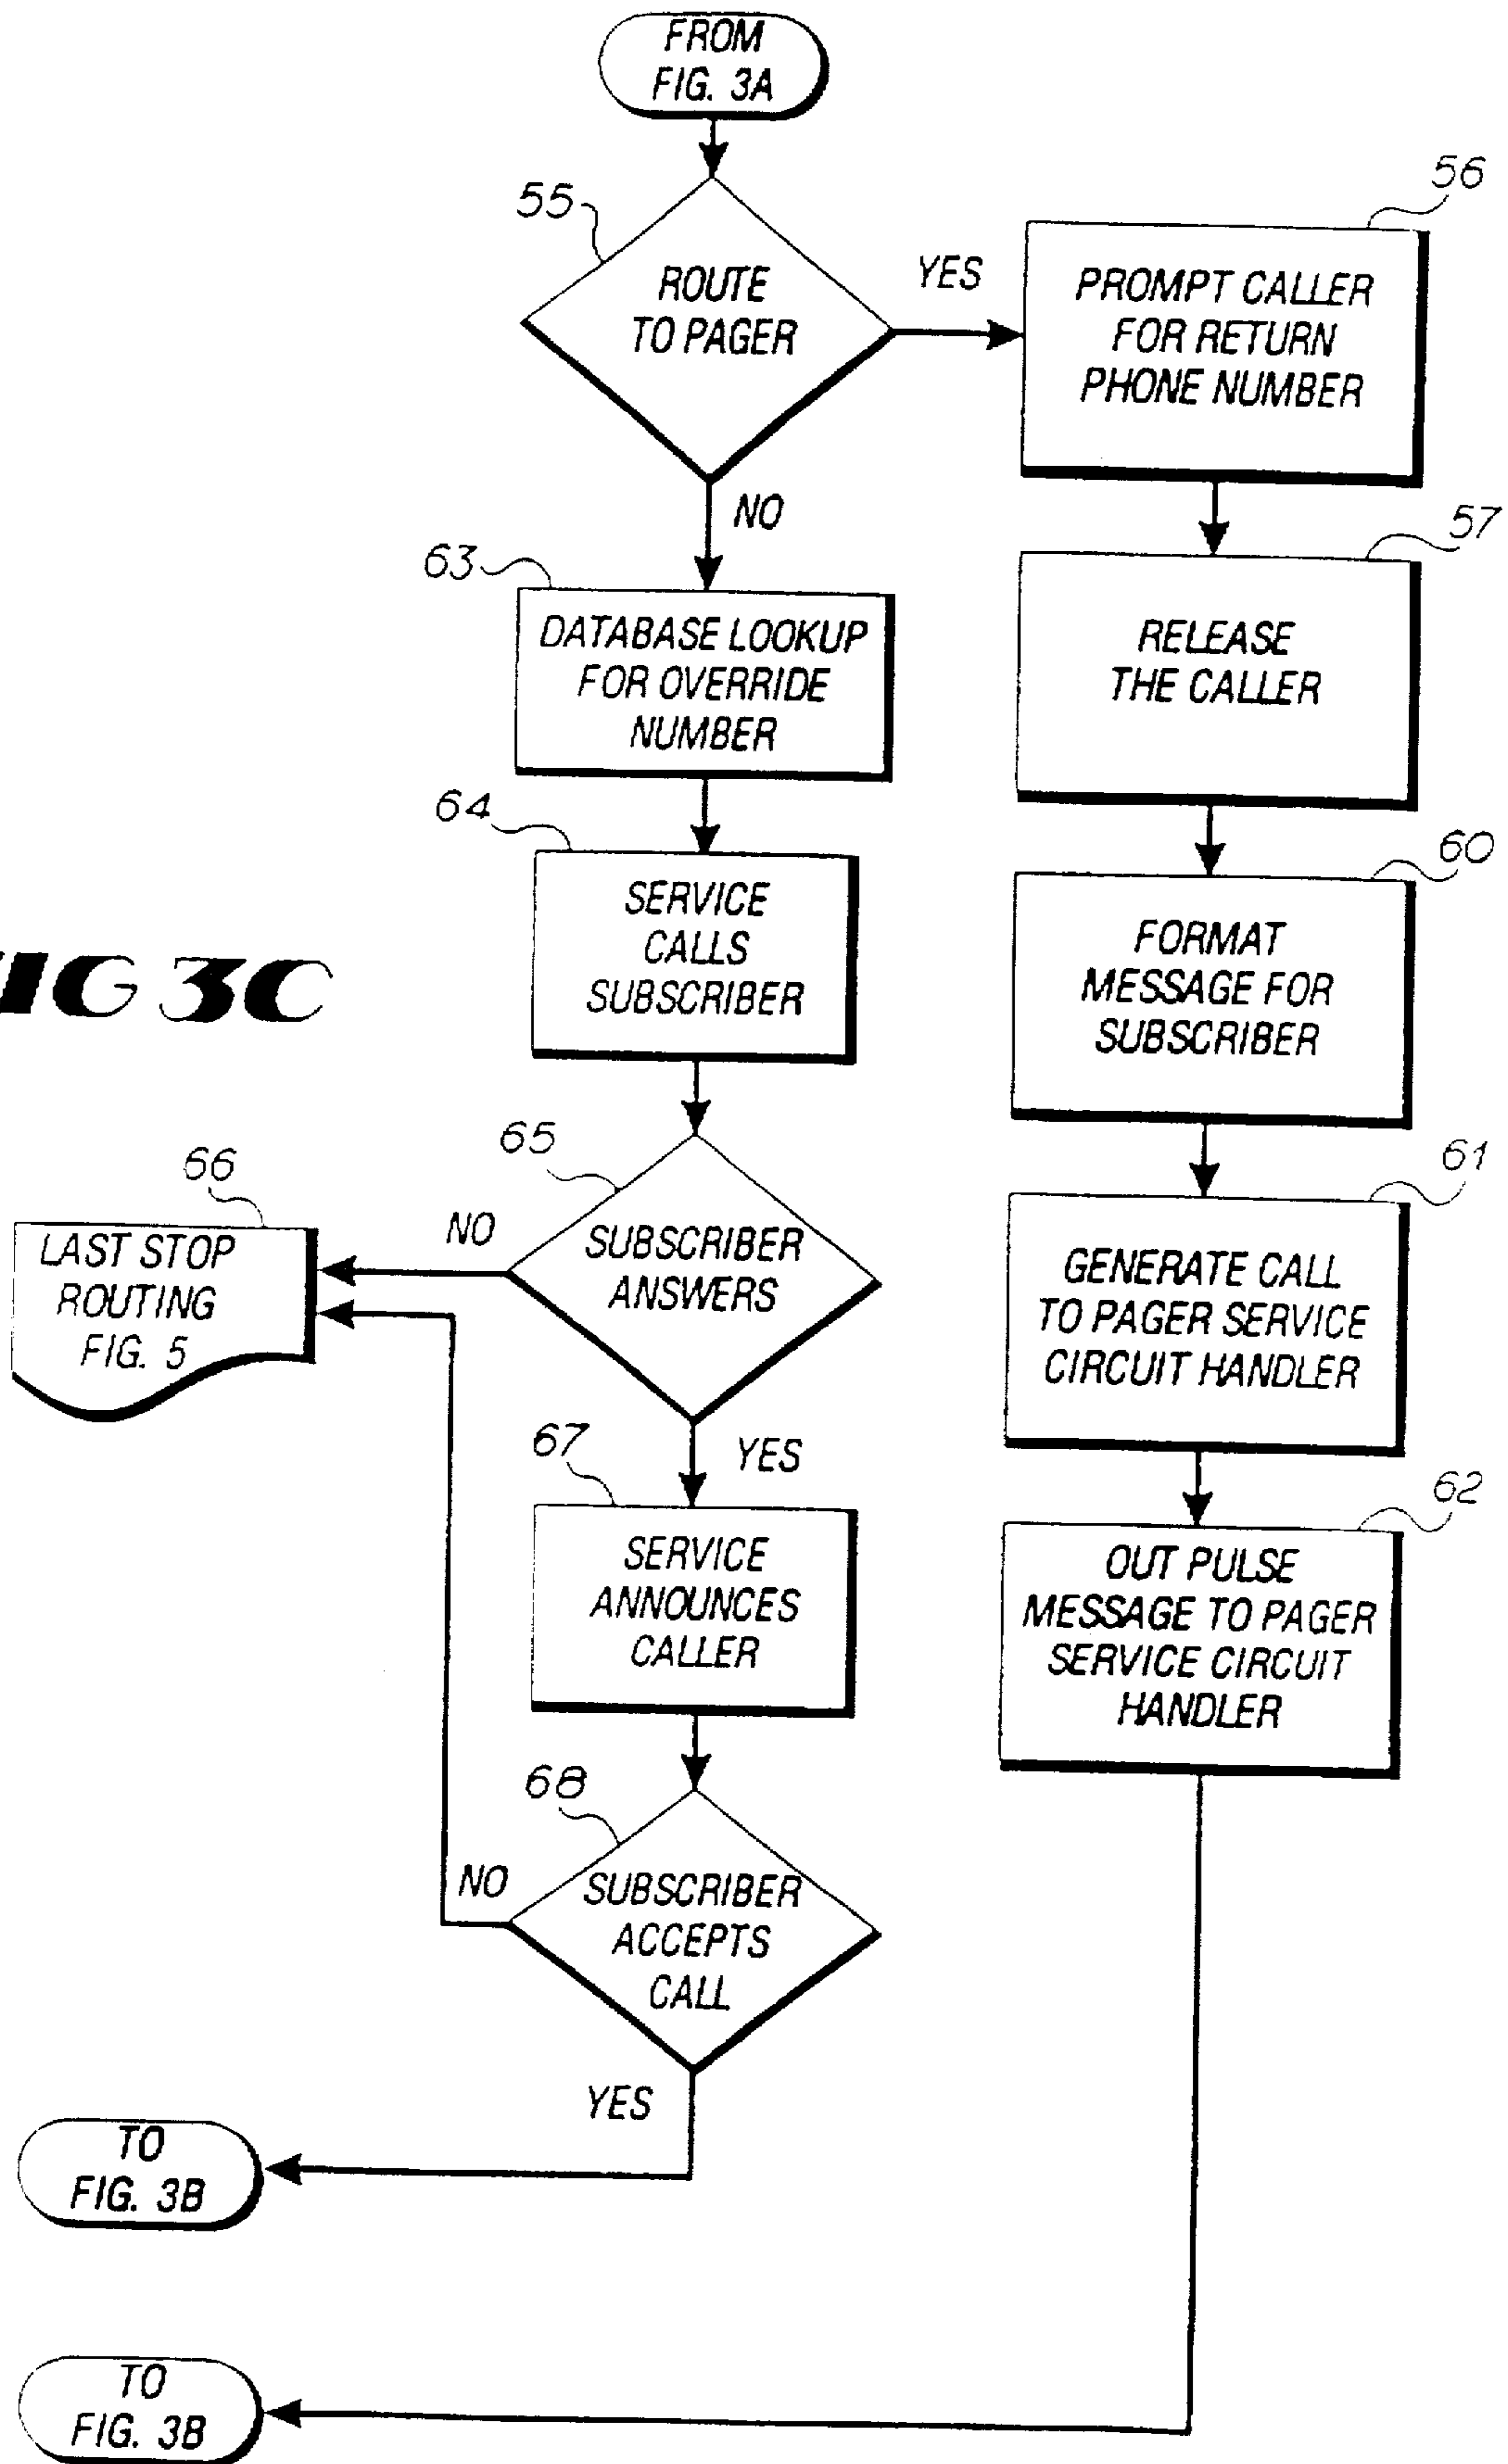 FROM
FIG. 3A
55
ROUTE
TO PAGER
YES
56
PROMPT CALLER
FOR RETURN
PHONE NUMBER
NO
57
RELEASE
THE CALLER
63
DATABASE LOOKUP
FOR OVERRIDE
NUMBER
60
FORMAT
MESSAGE FOR
SUBSCRIBER
64
SERVICE
CALLS
SUBSCRIBER
IG 3C
61
GENERATE CALL
TO PAGER SERVICE
CIRCUIT HANDLER
65
SUBSCRIBER
ANSWERS
NO
66
LAST STOP
ROUTING
FIG. 5
YES
62
OUT PULSE
MESSAGE TO PAGER
SERVICE CIRCUIT
HANDLER
67
SERVICE
ANNOUNCES
CALLER
68
SUBSCRIBER
ACCEPTS
CALL
NO
YES
TO
FIG. 3B
TO
FIG. 3B